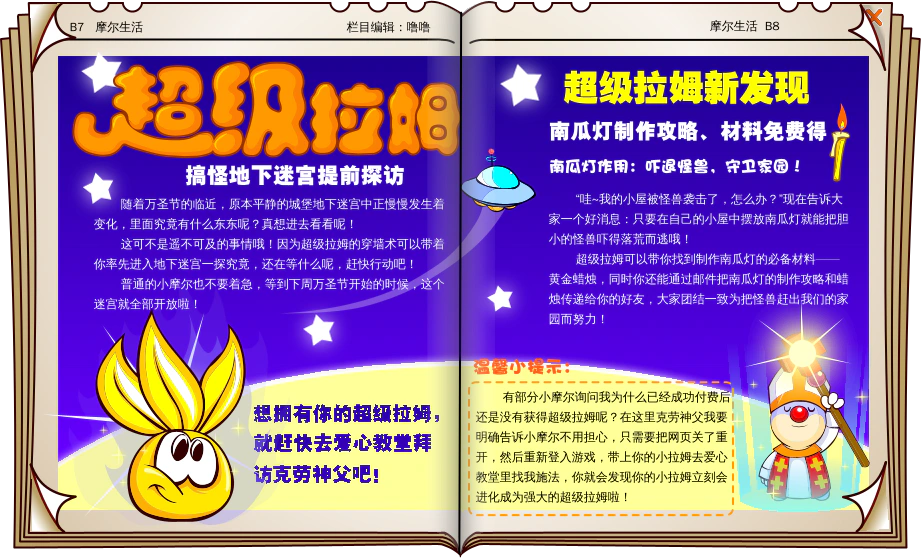 B7 摩尔生活
栏目编辑：噜噜
超级拉姆
搞怪地下迷宫提前探访
随着万圣节的临近，原本平静的城堡地下迷宫中正慢慢发生着
变化，里面究竟有什么东东呢？真想进去看看呢！
这可不是遥不可及的事情哦！因为超级拉姆的穿墙术可以带着
你率先进入地下迷宫一探究竟，还在等什么呢，赶快行动吧！
普通的小摩尔也不要着急，等到下周万圣节开始的时候，这个
迷宫就全部开放啦！
想拥有你的超级拉姆，
就赶快去爱心教堂拜
访克劳神父吧！
摩尔生活 B8
超级拉姆新发现
南瓜灯制作攻略、材料免费得
南瓜灯作用：吓退怪兽，守卫家园！
“哇~我的小屋被怪兽袭击了，怎么办？”现在告诉大
家一个好消息：只要在自己的小屋中摆放南瓜灯就能把胆
小的怪兽吓得落荒而逃哦！
超级拉姆可以带你找到制作南瓜灯的必备材料——
黄金蜡烛，同时你还能通过邮件把南瓜灯的制作攻略和蜡
烛传递给你的好友，大家团结一致为把怪兽赶出我们的家
园而努力！
温馨小提示：
有部分小摩尔询问我为什么已经成功付费后
还是没有获得超级拉姆呢？在这里克劳神父我要
明确告诉小摩尔不用担心，只需要把网页关了重
开，然后重新登入游戏，带上你的小拉姆去爱心
教堂里找我施法，你就会发现你的小拉姆立刻会
进化成为强大的超级拉姆啦！